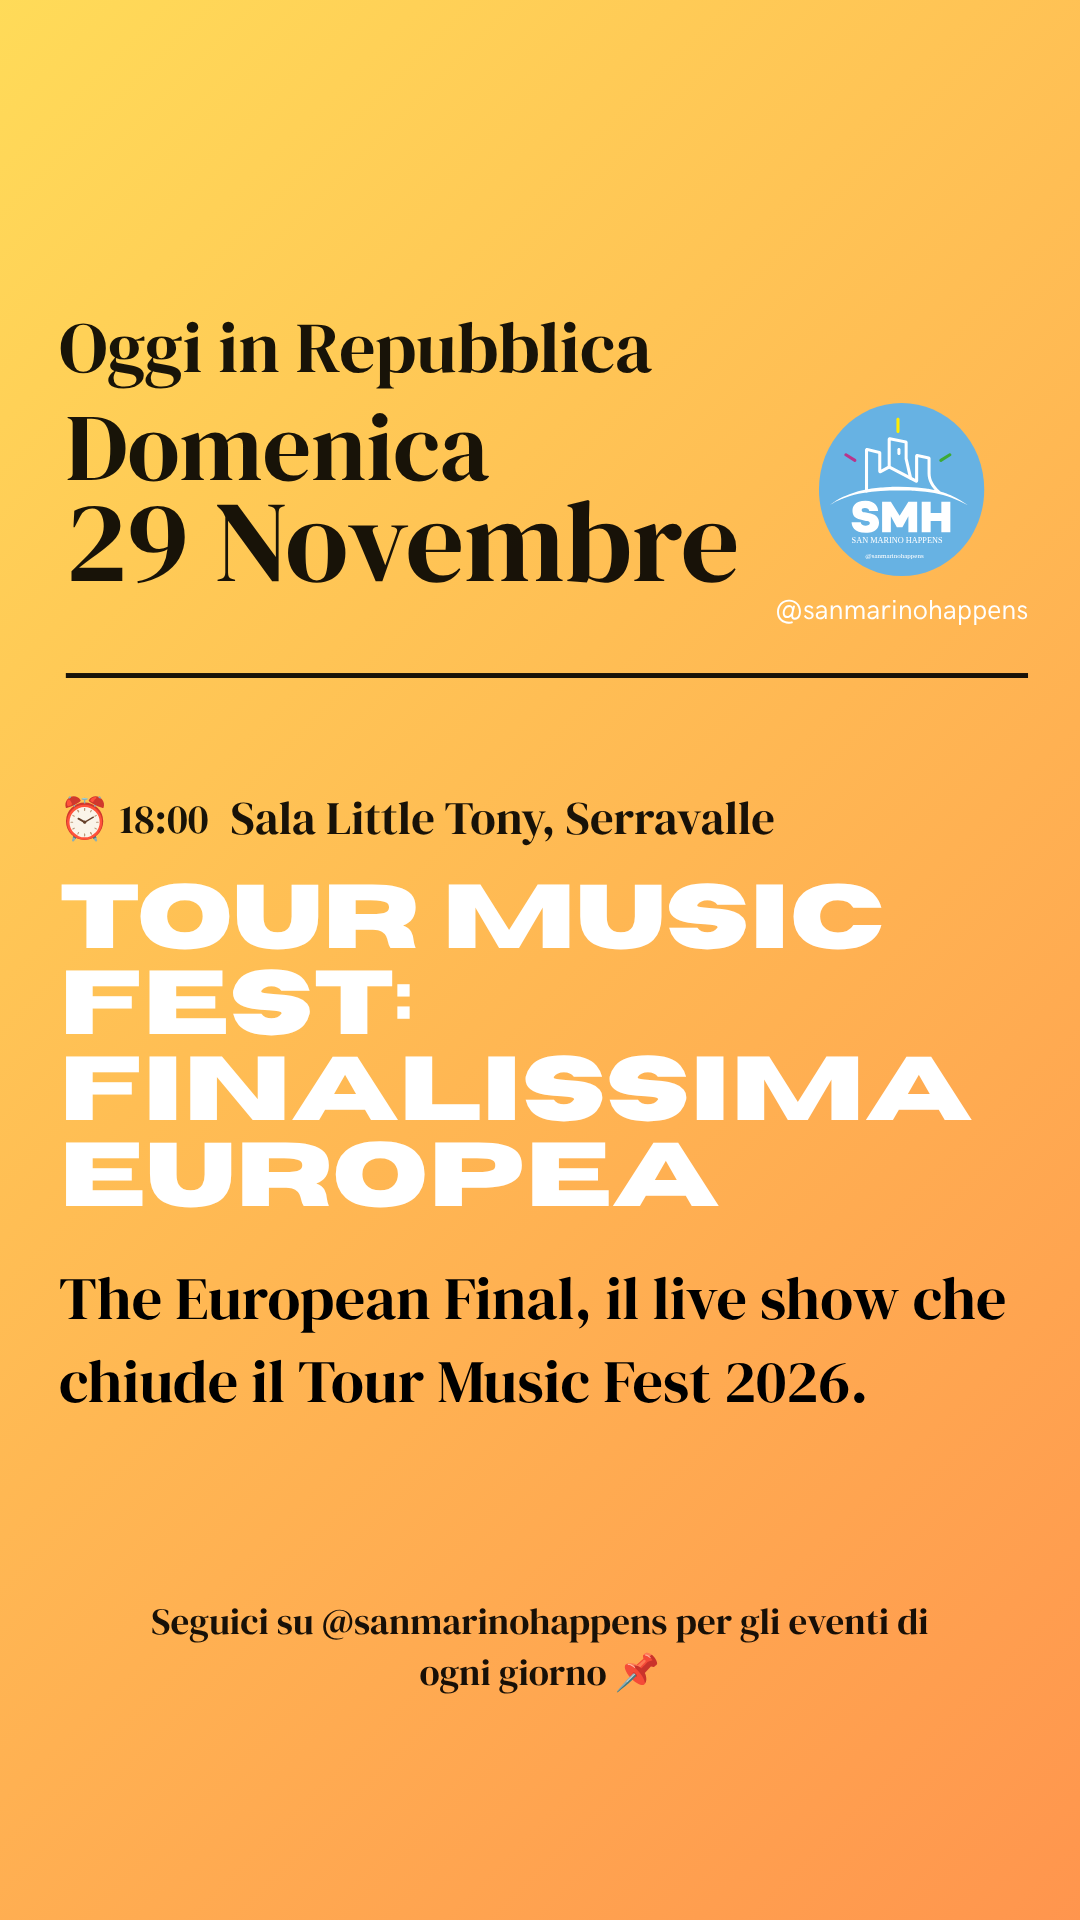 Oggi in Repubblica
Domenica
29 Novembre
SMH
SAN MARINO HAPPENS
@sanmarinohappens
@sanmarinohappens
⏰ 18:00 Sala Little Tony, Serravalle
TOUR MUSIC
FEST:
FINALISSIMA
EUROPEA
The European Final, il live show che
chiude il Tour Music Fest 2026.
Seguici su @sanmarinohappens per gli eventi di
ogni giorno 📌